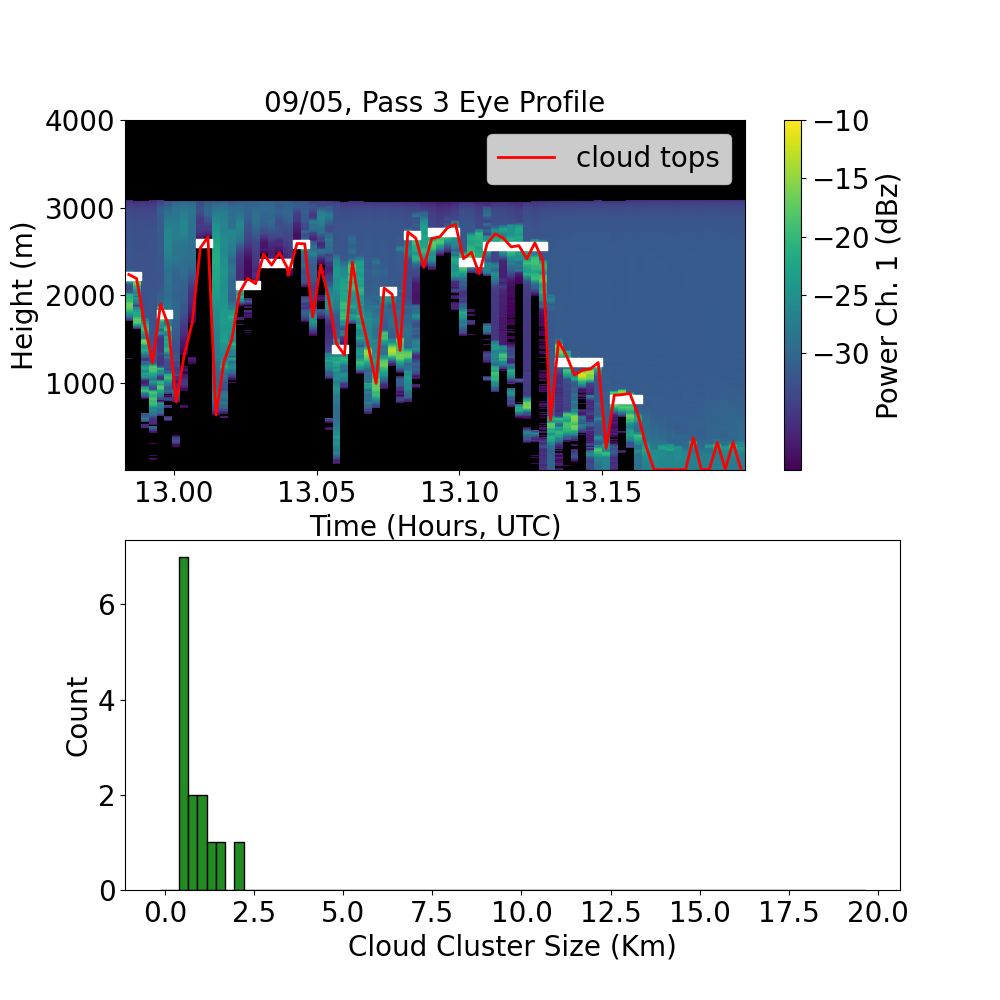 09/05, Pass 3 Eye Profile
cloud tops
4000
3000
2000
1000
Height (m)
13.00 13.05 13.10 13.15
Time (Hours, UTC)
−10
−15
−20
−25
−30
Power Ch. 1 (dBz)
6
4
2
0
Count
0.0 2.5 5.0 7.5 10.0 12.5 15.0 17.5 20.0
Cloud Cluster Size (Km)